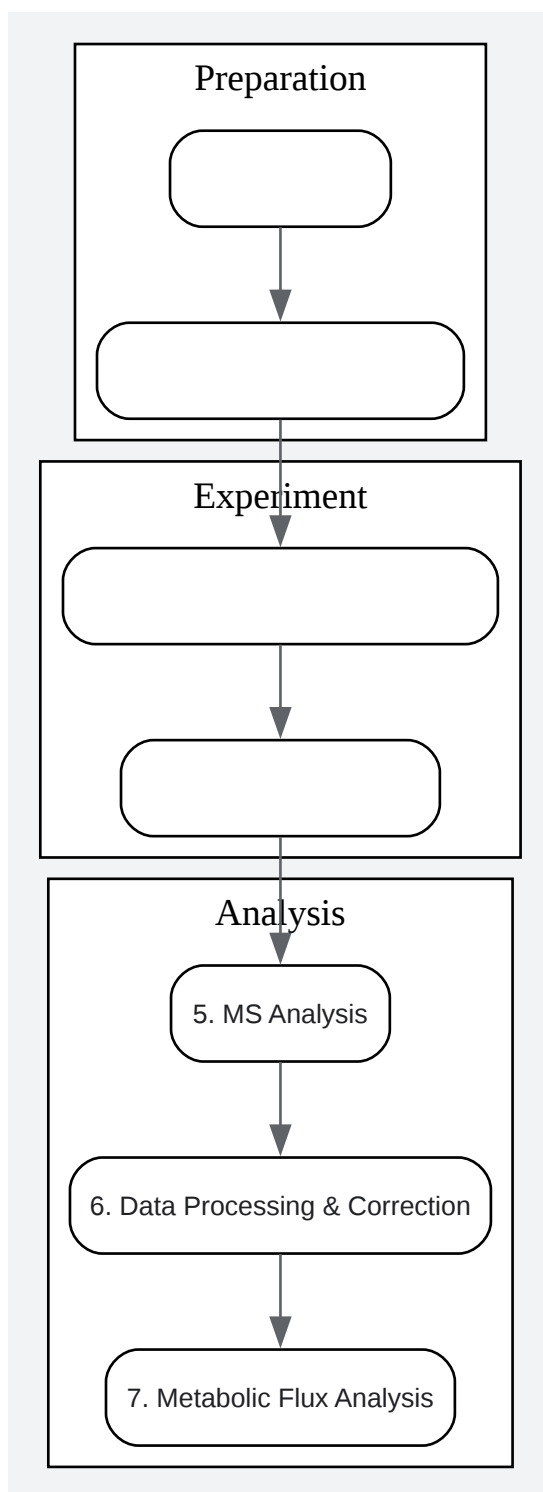 Preparation
Experiment
Analysis
5. MS Analysis
6. Data Processing & Correction
7. Metabolic Flux Analysis